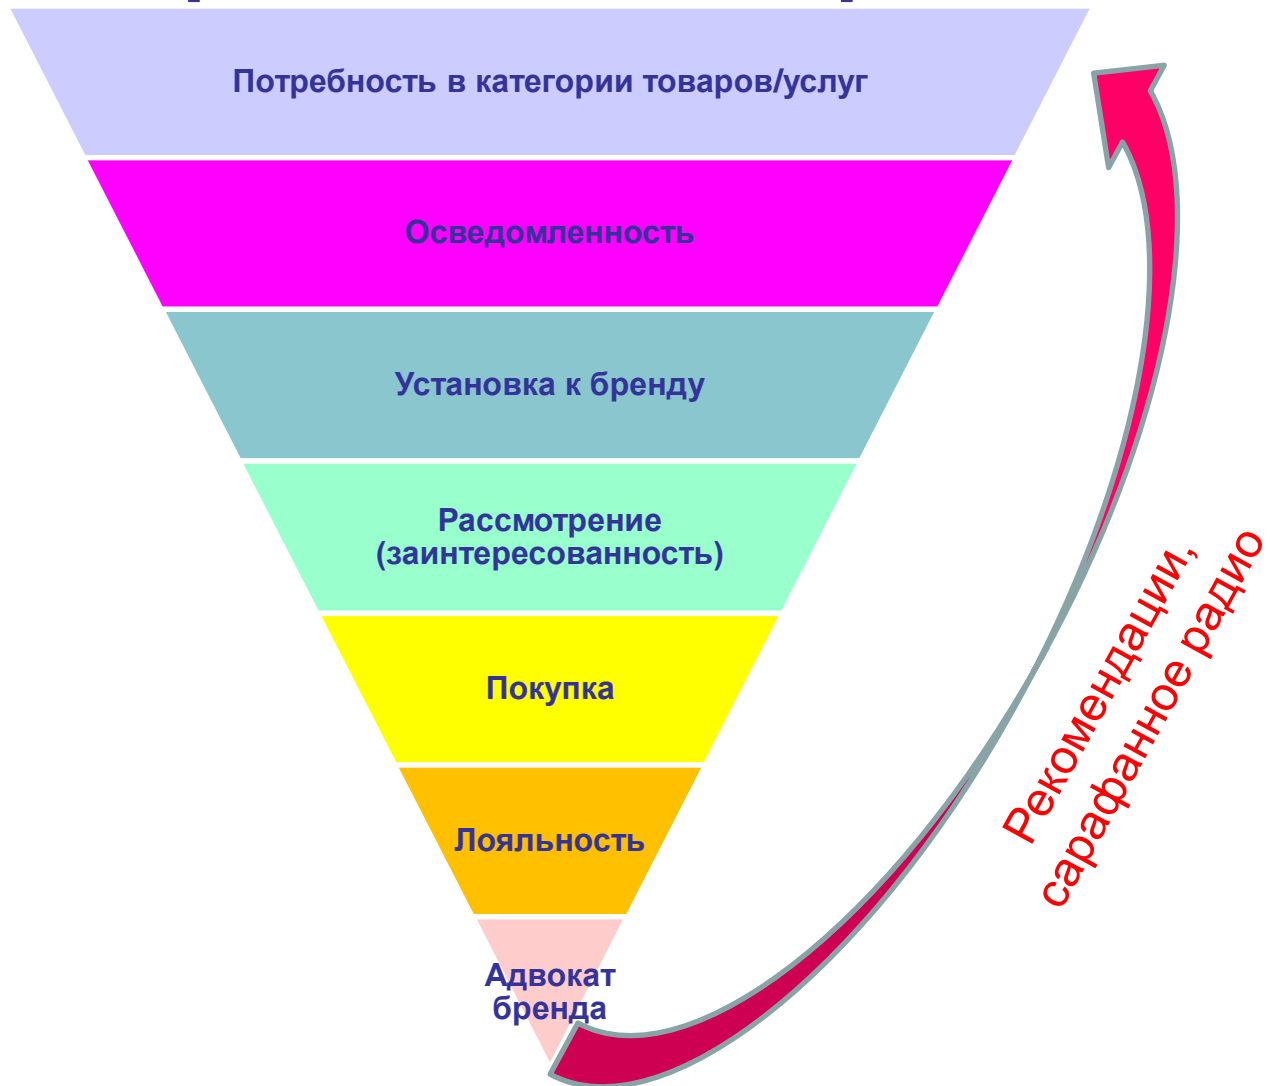 Потребность в категории товаров/услуг
Осведомленность
Установка к бренду
Рассмотрение
(заинтересованность)
Покупка
Лояльность
Адвокат
бренда
Рекомендации,
сарафанное радио